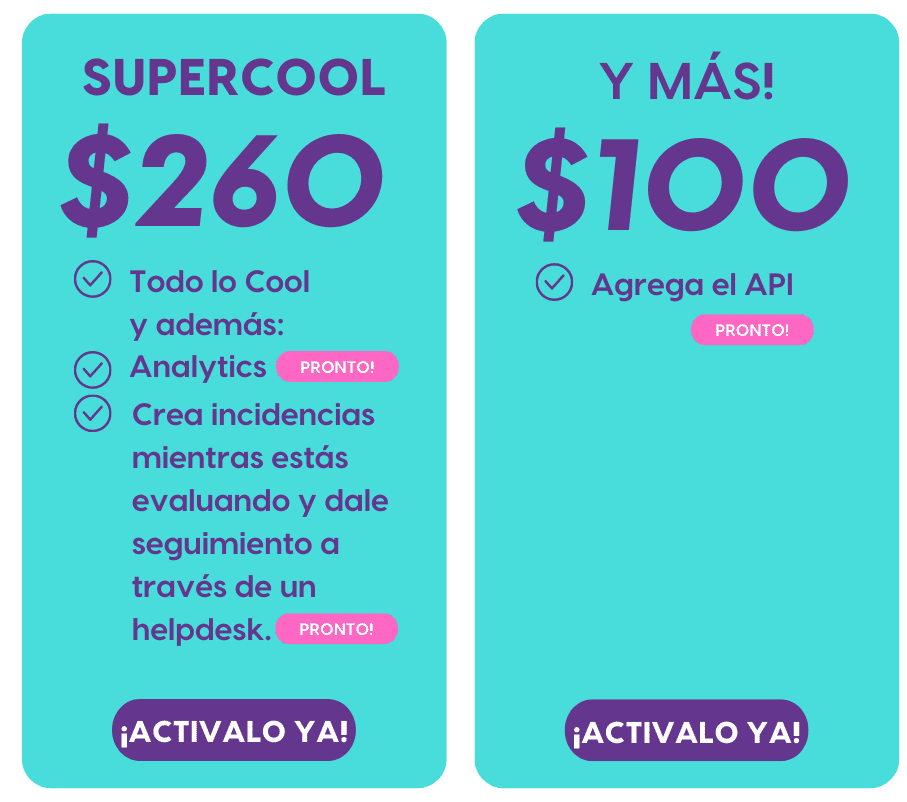 SUPERCOOL
$260
Todo lo Cool
y además:
Analytics PRONTO!
Crea incidencias
mientras estás
evaluando y dale
seguimiento a
través de un
helpdesk. PRONTO!
¡ACTIVALO YA!
Y MÁS!
$100
Agrega el API
PRONTO!
¡ACTIVALO YA!